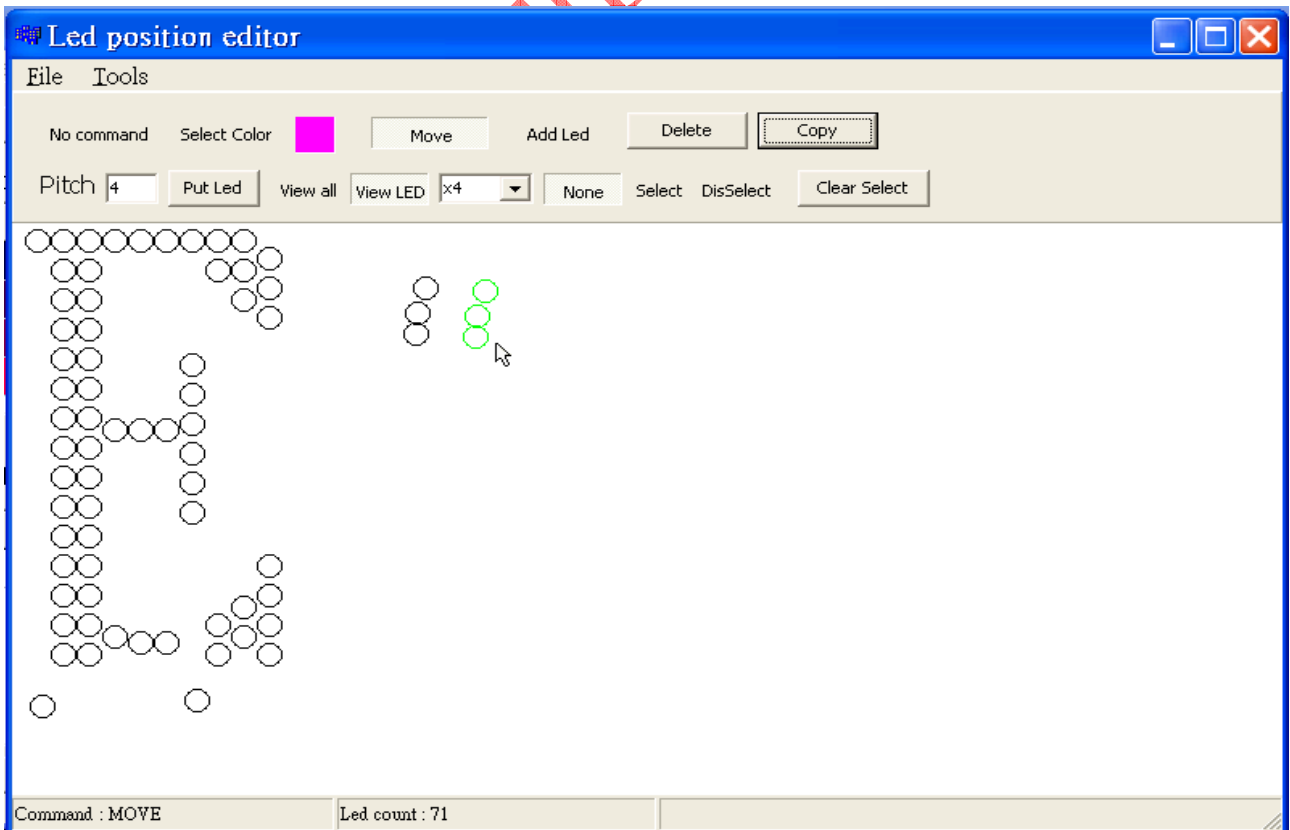 Led position editor
File Tools
No command Select Color Move Add Led Delete Copy
Pitch 4 Put Led View all View LED x4 None Select DisSelect Clear Select
Command : MOVE Led count : 71